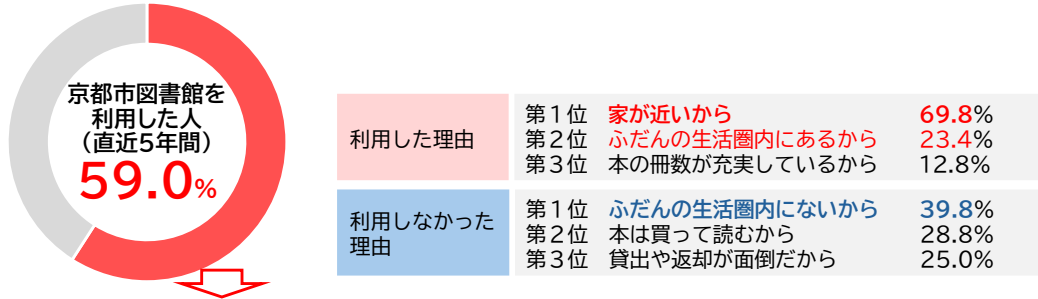 京都市図書館を
利用した人
（直近5年間）
59.0%
利用した理由
第１位 家が近いから 69.8%
第２位 ふだんの生活圏内にあるから 23.4%
第３位 本の冊数が充実しているから 12.8%
利用しなかった
理由
第１位 ふだんの生活圏内にないから 39.8%
第２位 本は買って読むから 28.8%
第３位 貸出や返却が面倒だから 25.0%